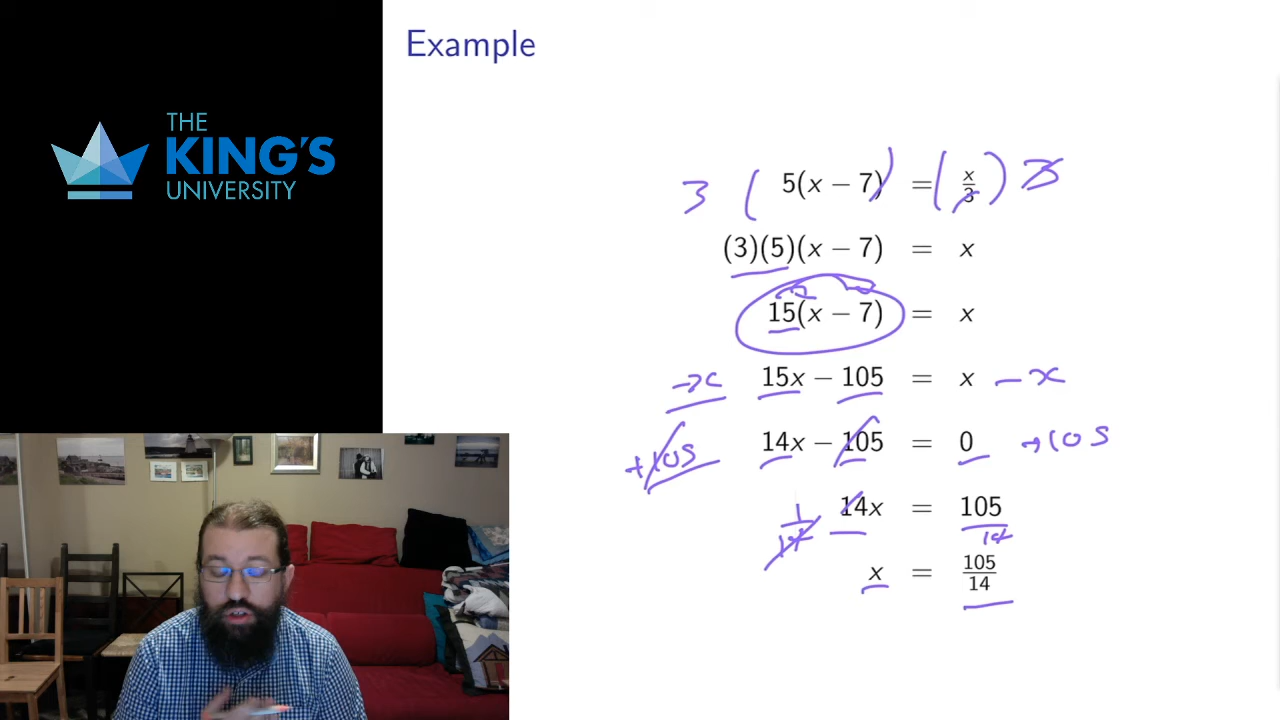 Example
THE
KING'S
UNIVERSITY
3 ( 5(x − 7) ) = ( x/3 ) 3
(3)(5)(x − 7) = x
15(x − 7) = x
-x 15x − 105 = x -x
+105 14x − 105 = 0 +105
1/14 14x = 105/14
x = 105/14